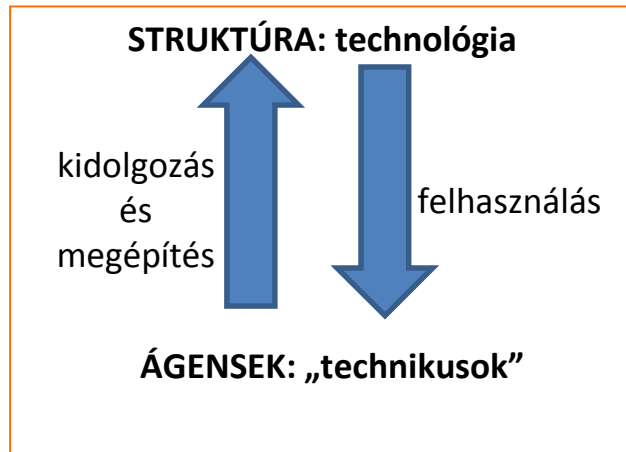 STRUKTÚRA: technológia
kidolgozás
és
megépítés
felhasználás
ÁGENSEK: „technikusok”